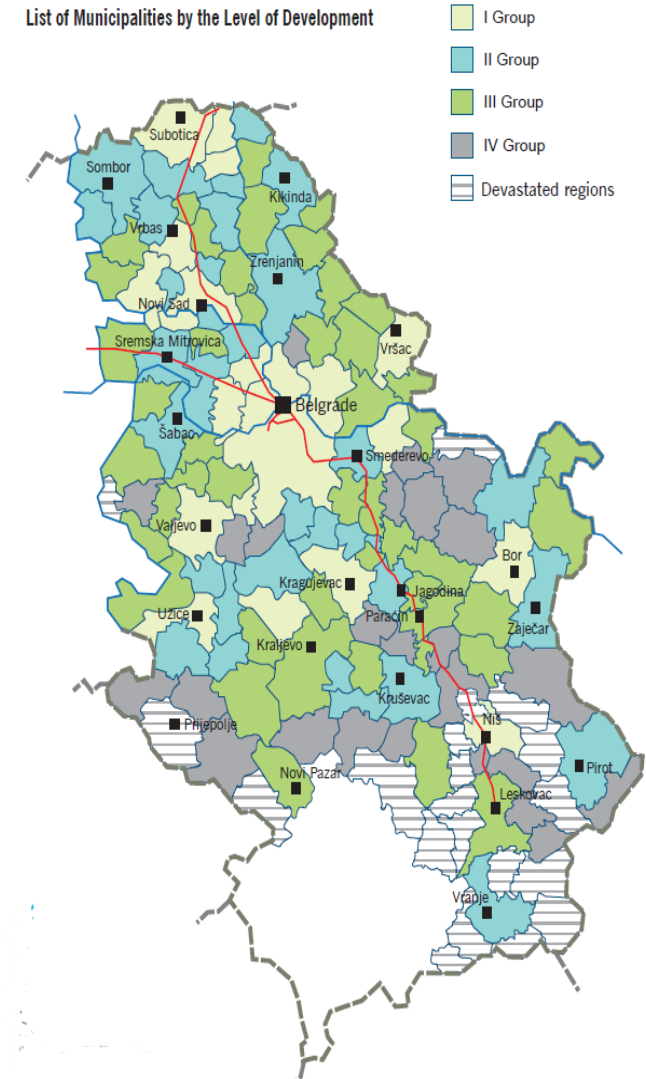 List of Municipalities by the Level of Development
I Group
II Group
III Group
IV Group
Devastated regions
Subotica
Sombor
Kikinda
Vrbas
Zrenjanin
Novi Sad
Vršac
Sremska Mitrovica
Belgrade
Šabac
Smederevo
Valjevo
Bor
Kragujevac
Jagodina
Užice
Paraćin
Zaječar
Kraljevo
Kruševac
Prijepolje
Niš
Pirot
Novi Pazar
Leskovac
Vranje